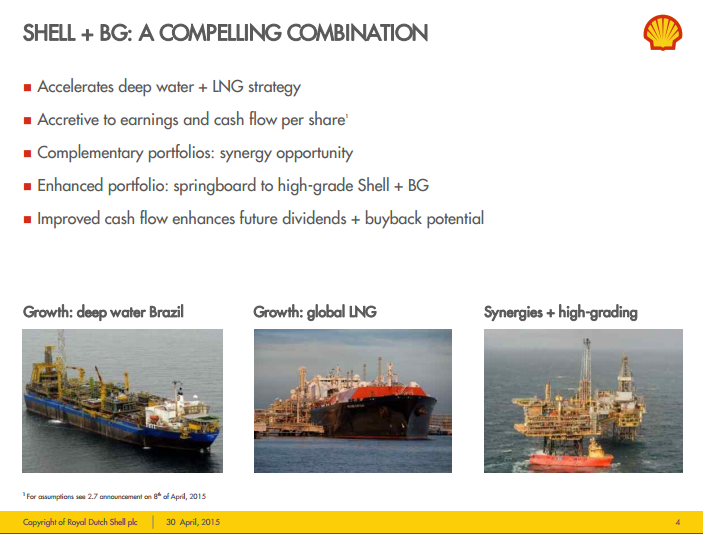 SHELL + BG: A COMPELLING COMBINATION
■ Accelerates deep water + LNG strategy
■ Accretive to earnings and cash flow per share¹
■ Complementary portfolios: synergy opportunity
■ Enhanced portfolio: springboard to high-grade Shell + BG
■ Improved cash flow enhances future dividends + buyback potential
Growth: deep water Brazil
Growth: global LNG
Synergies + high-grading
¹ For assumptions see 2.7 announcement on 8th of April, 2015
Copyright of Royal Dutch Shell plc | 30 April, 2015
4